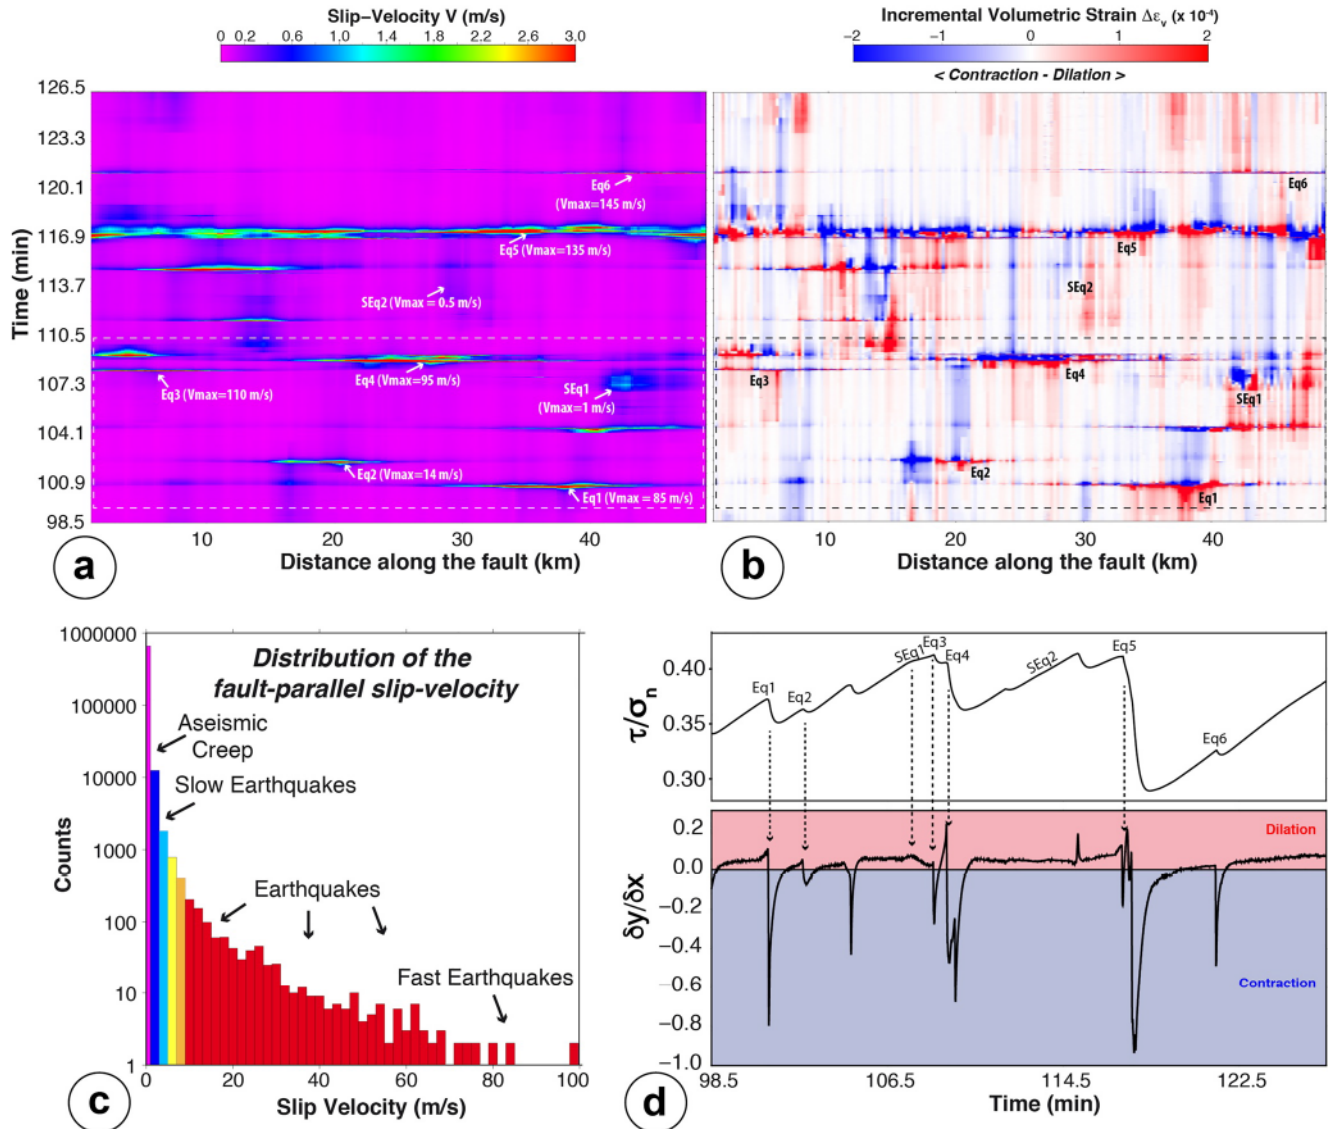 Slip–Velocity V (m/s)
0 0.2 0.6 1.0 1.4 1.8 2.2 2.6 3.0
Incremental Volumetric Strain Δεv (x 10⁻⁴)
−2 −1 0 1 2
< Contraction - Dilation >
Time (min)
126.5
123.3
120.1
116.9
113.7
110.5
107.3
104.1
100.9
98.5
Eq6
(Vmax=145 m/s)
Eq5 (Vmax=135 m/s)
SEq2 (Vmax = 0.5 m/s)
Eq4 (Vmax=95 m/s)
Eq3 (Vmax=110 m/s)
SEq1
(Vmax=1 m/s)
Eq2 (Vmax=14 m/s)
Eq1 (Vmax = 85 m/s)
10 20 30 40
Distance along the fault (km)
a
Eq6
Eq5
SEq2
Eq3
Eq4
SEq1
Eq2
Eq1
10 20 30 40
Distance along the fault (km)
b
Distribution of the
fault-parallel slip-velocity
Counts
1000000
100000
10000
1000
100
10
1
Aseismic
Creep
Slow Earthquakes
Earthquakes
Fast Earthquakes
0 20 40 60 80 100
Slip Velocity (m/s)
c
τ/σn
0.40
0.35
0.30
Eq1
Eq2
SEq1
Eq3
Eq4
SEq2
Eq5
Eq6
δy/δx
0.2
0.0
−0.2
−0.4
−0.6
−0.8
−1.0
Dilation
Contraction
98.5 106.5 114.5 122.5
Time (min)
d